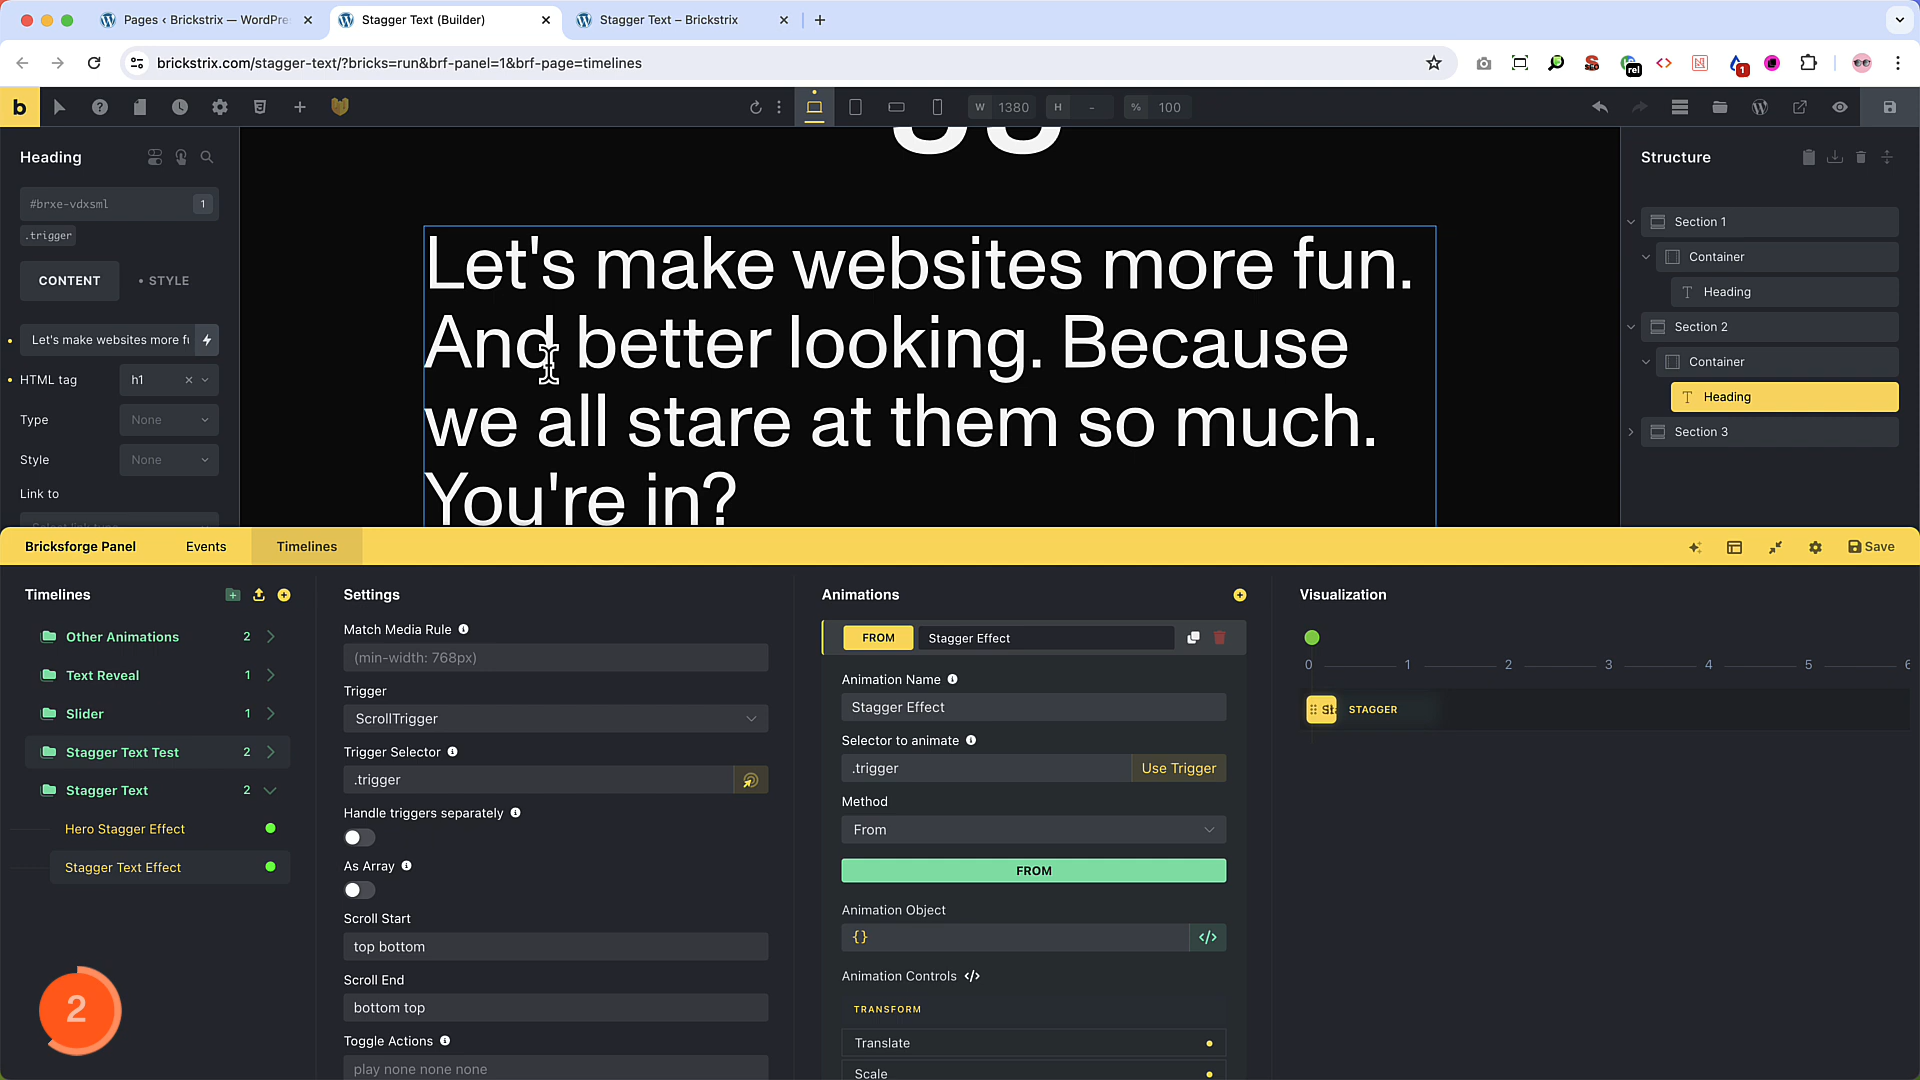 Pages ‹ Brickstrix — WordPre
Stagger Text (Builder)
Stagger Text – Brickstrix
brickstrix.com/stagger-text/?bricks=run&brf-panel=1&brf-page=timelines
rel
1
b
W 1380
H -
% 100
Heading
#brxe-vdxsml 1
.trigger
CONTENT
STYLE
Let's make websites more fu
HTML tag h1
Type None
Style None
Link to
Let's make websites more fun.
And better looking. Because
we all stare at them so much.
You're in?
Structure
Section 1
Container
Heading
Section 2
Container
Heading
Section 3
Bricksforge Panel
Events
Timelines
Save
Timelines
Other Animations 2
Text Reveal 1
Slider 1
Stagger Text Test 2
Stagger Text 2
Hero Stagger Effect
Stagger Text Effect
2
Settings
Match Media Rule
(min-width: 768px)
Trigger
ScrollTrigger
Trigger Selector
.trigger
Handle triggers separately
As Array
Scroll Start
top bottom
Scroll End
bottom top
Toggle Actions
play none none none
Animations
FROM Stagger Effect
Animation Name
Stagger Effect
Selector to animate
.trigger Use Trigger
Method
From
FROM
Animation Object
{} </>
Animation Controls </>
TRANSFORM
Translate
Scale
Visualization
0 1 2 3 4 5 6
St STAGGER